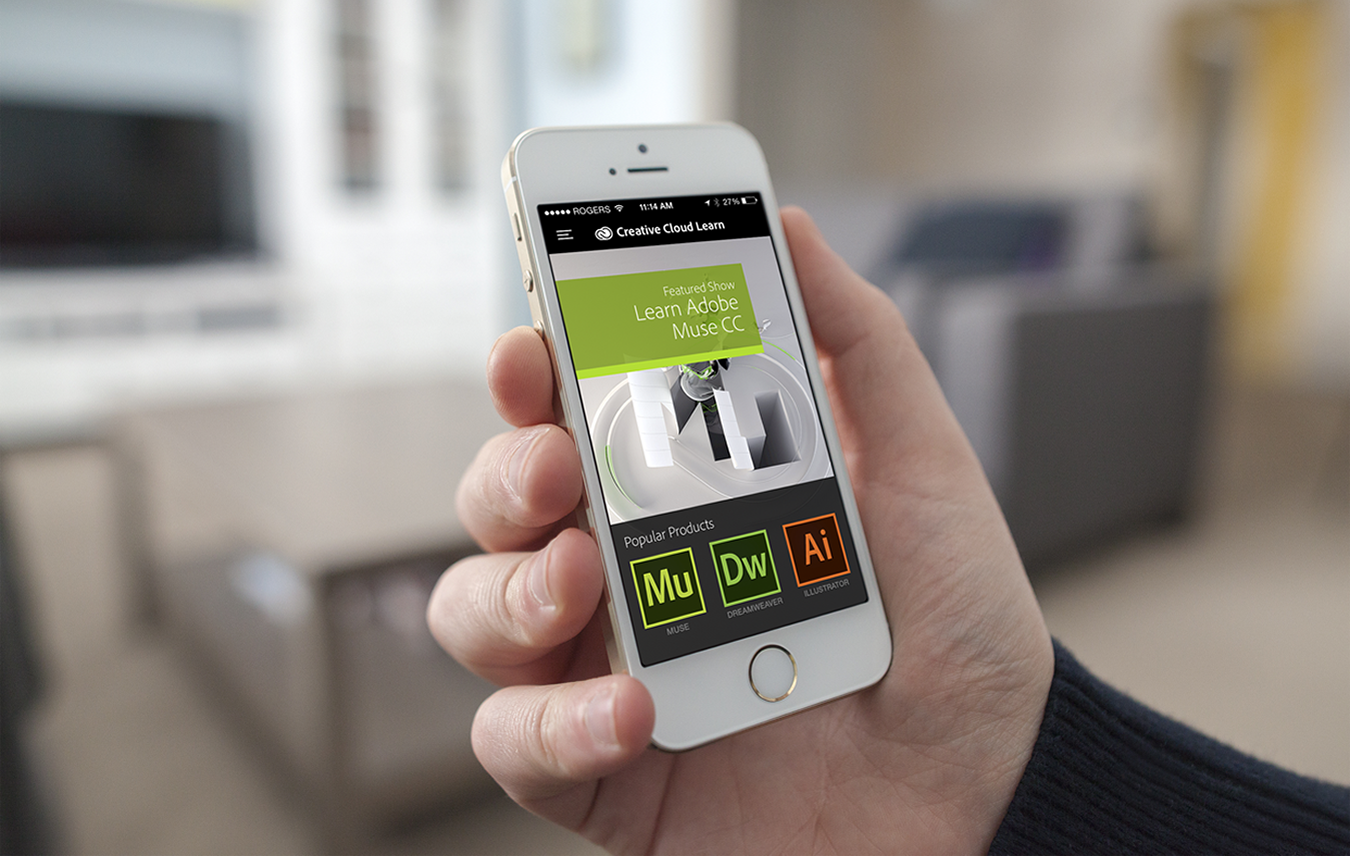 ROGERS 11:14 AM 27%
Creative Cloud Learn
Featured Show
Learn Adobe
Muse CC
Popular Products
Mu Dw Ai
MUSE DREAMWEAVER ILLUSTRATOR